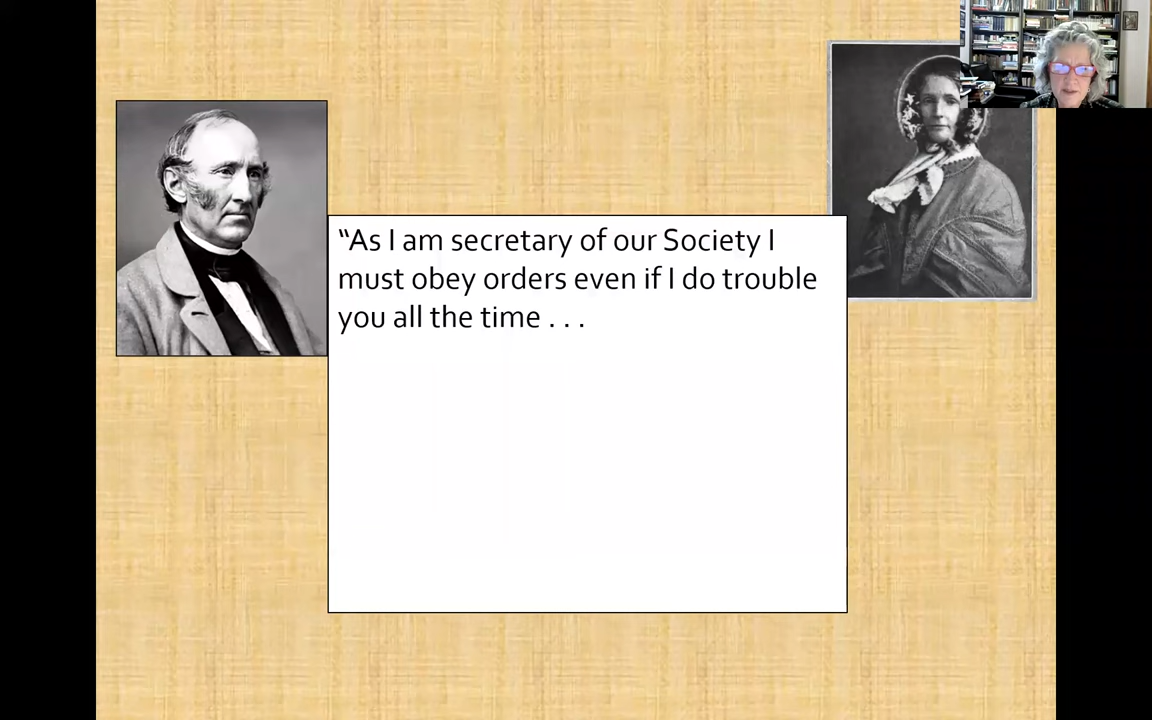 “As I am secretary of our Society I
must obey orders even if I do trouble
you all the time . . .